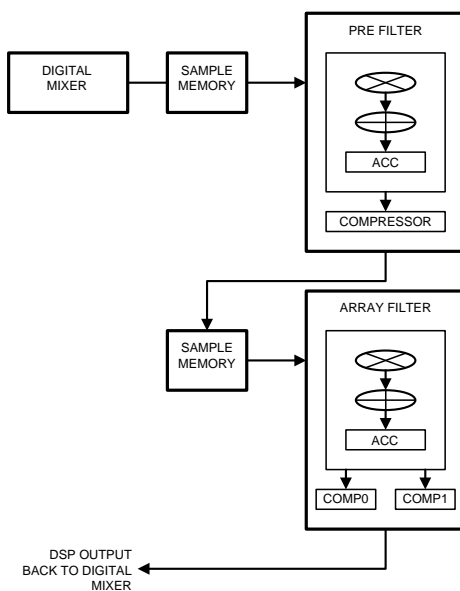 DIGITAL
MIXER
SAMPLE
MEMORY
PRE FILTER
ACC
COMPRESSOR
SAMPLE
MEMORY
ARRAY FILTER
ACC
COMP0
COMP1
DSP OUTPUT
BACK TO DIGITAL
MIXER